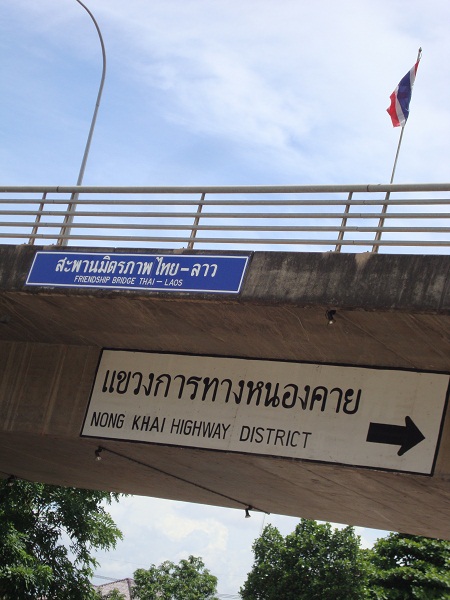 สะพานมิตรภาพ ไทย-ลาว
FRIENDSHIP BRIDGE THAI - LAOS
แขวงการทางหนองคาย
NONG KHAI HIGHWAY DISTRICT